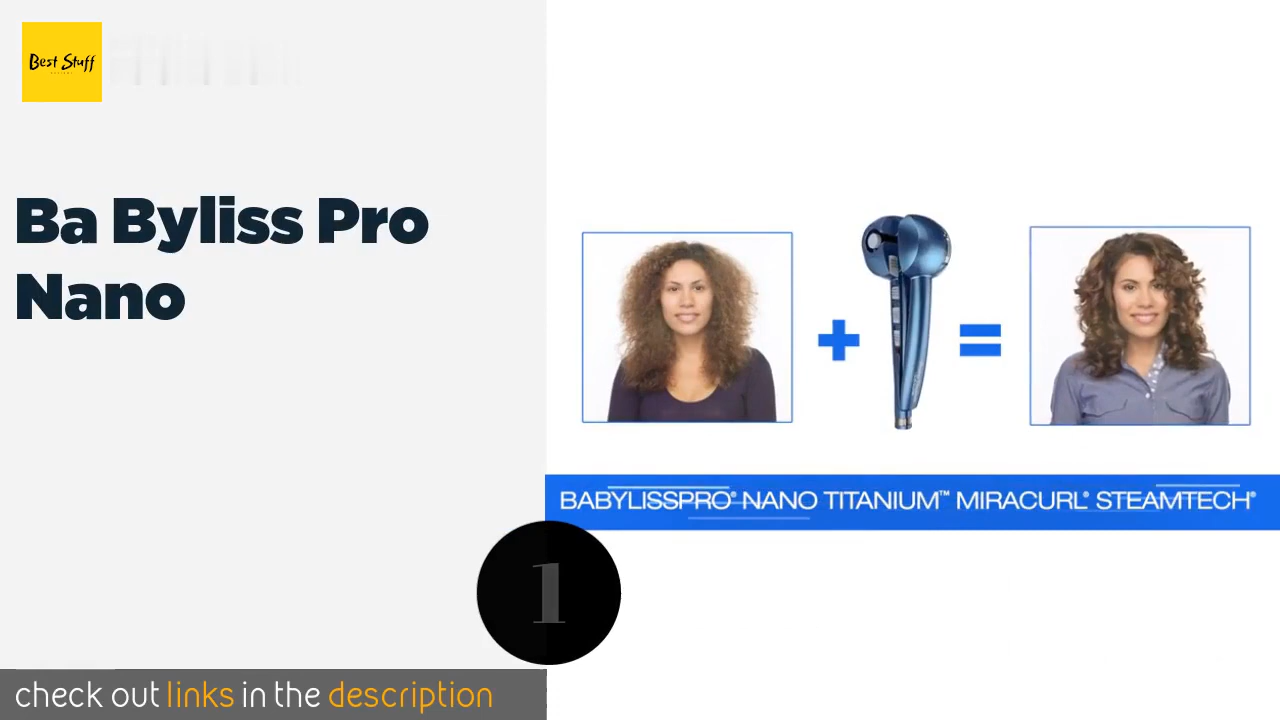 Best Stuff
Ba Byliss Pro
Nano
BABYLISSPRO® NANO TITANIUM™ MIRACURL® STEAMTECH®
1
check out links in the description